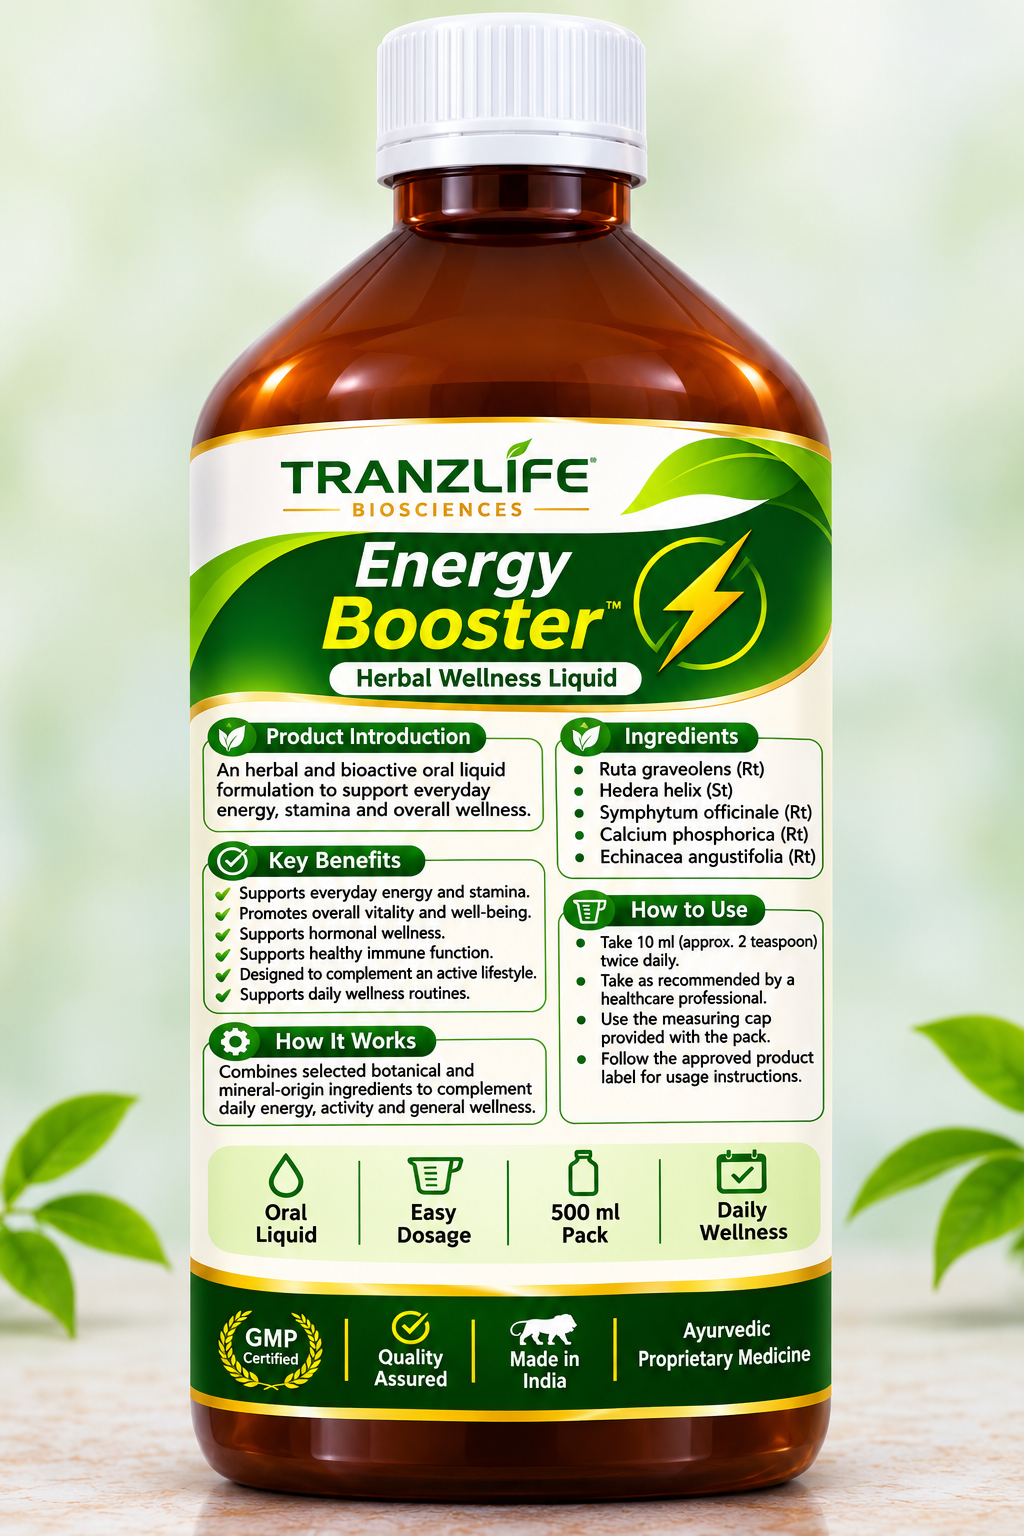 TRANZLIFE®
BIOSCIENCES
Energy
Booster™
Herbal Wellness Liquid
Product Introduction
An herbal and bioactive oral liquid
formulation to support everyday
energy, stamina and overall wellness.
Key Benefits
Supports everyday energy and stamina.
Promotes overall vitality and well-being.
Supports hormonal wellness.
Supports healthy immune function.
Designed to complement an active lifestyle.
Supports daily wellness routines.
How It Works
Combines selected botanical and
mineral-origin ingredients to complement
daily energy, activity and general wellness.
Ingredients
• Ruta graveolens (Rt)
• Hedera helix (St)
• Symphytum officinale (Rt)
• Calcium phosphorica (Rt)
• Echinacea angustifolia (Rt)
How to Use
• Take 10 ml (approx. 2 teaspoon)
twice daily.
• Take as recommended by a
healthcare professional.
• Use the measuring cap
provided with the pack.
• Follow the approved product
label for usage instructions.
Oral
Liquid
Easy
Dosage
500 ml
Pack
Daily
Wellness
GMP
Certified
Quality
Assured
Made in
India
Ayurvedic
Proprietary Medicine